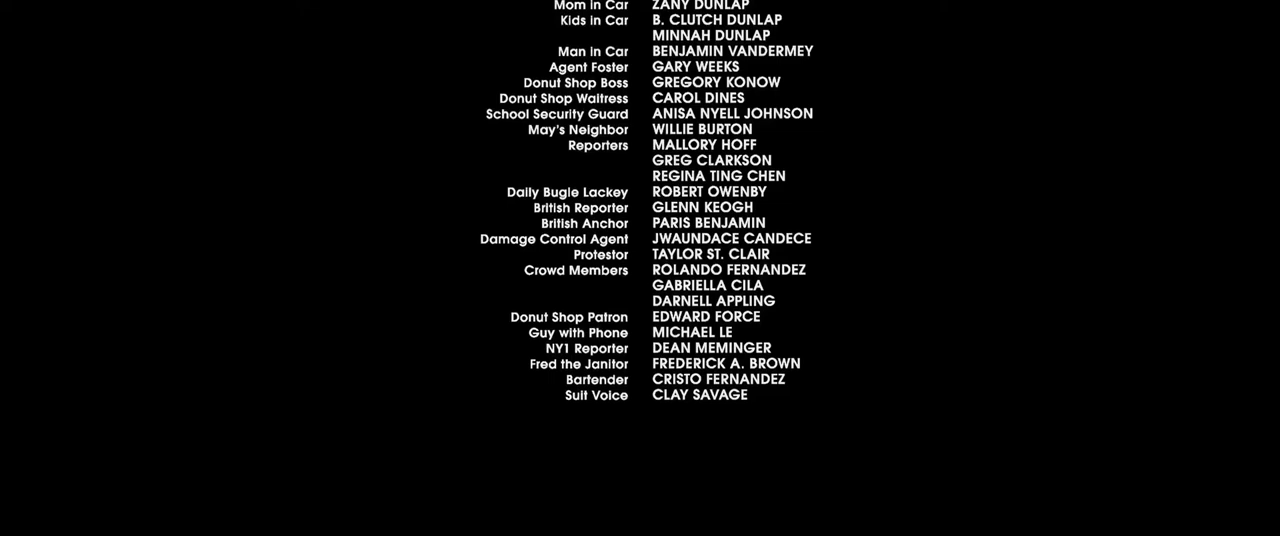 Mom in Car ZANY DUNLAP
Kids in Car B. CLUTCH DUNLAP
MINNAH DUNLAP
Man in Car BENJAMIN VANDERMEY
Agent Foster GARY WEEKS
Donut Shop Boss GREGORY KONOW
Donut Shop Waitress CAROL DINES
School Security Guard ANISA NYELL JOHNSON
May's Neighbor WILLIE BURTON
Reporters MALLORY HOFF
GREG CLARKSON
REGINA TING CHEN
Daily Bugle Lackey ROBERT OWENBY
British Reporter GLENN KEOGH
British Anchor PARIS BENJAMIN
Damage Control Agent JWAUNDACE CANDECE
Protestor TAYLOR ST. CLAIR
Crowd Members ROLANDO FERNANDEZ
GABRIELLA CILA
DARNELL APPLING
Donut Shop Patron EDWARD FORCE
Guy with Phone MICHAEL LE
NY1 Reporter DEAN MEMINGER
Fred the Janitor FREDERICK A. BROWN
Bartender CRISTO FERNANDEZ
Suit Voice CLAY SAVAGE